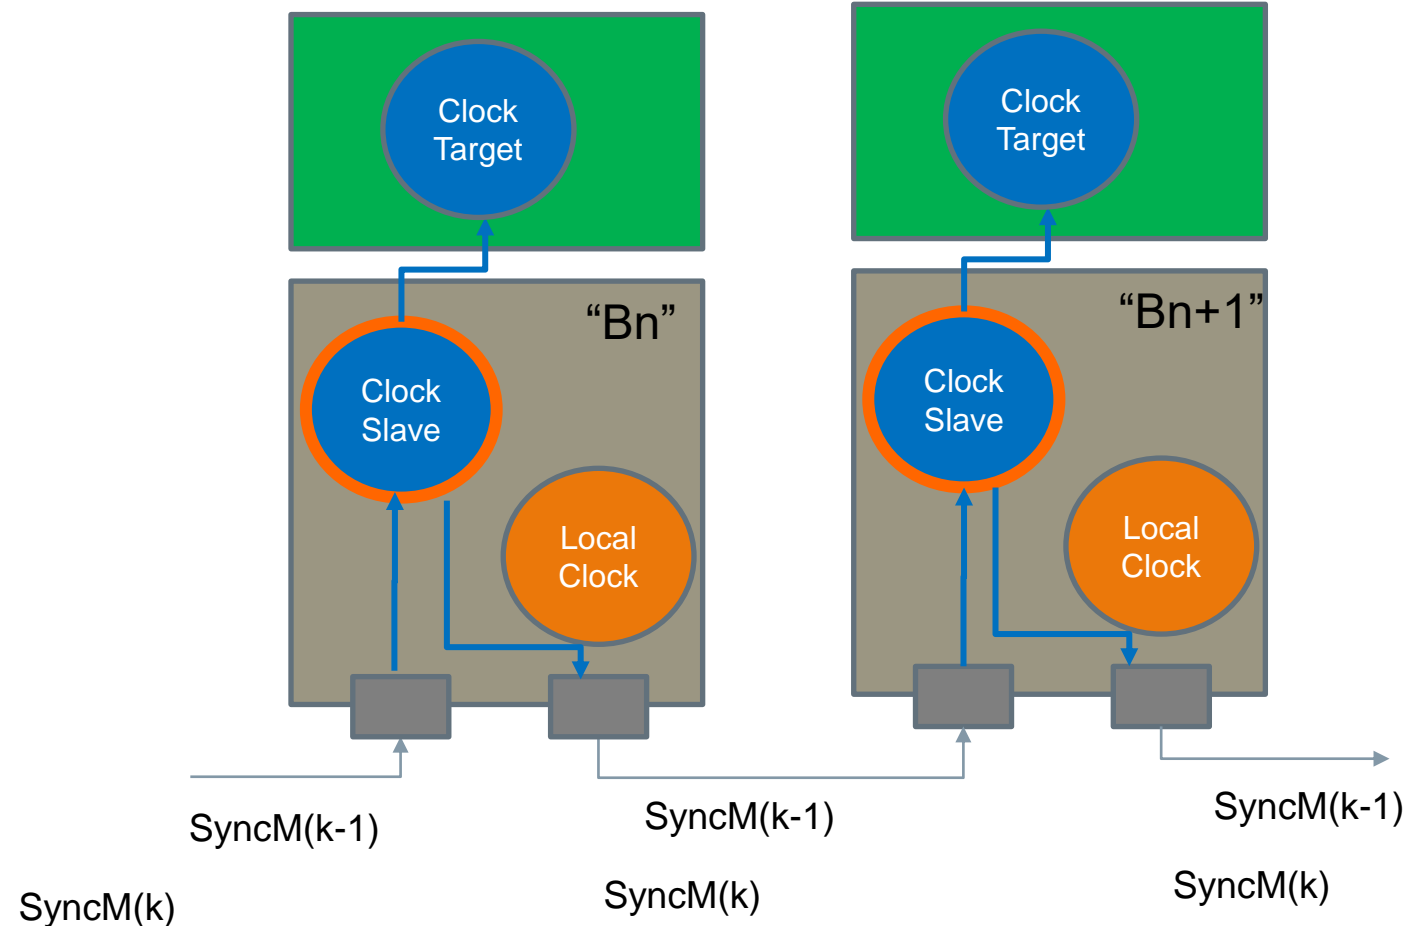 Clock
Target
Clock
Target
“Bn”
“Bn+1”
Clock
Slave
Clock
Slave
Local
Clock
Local
Clock
SyncM(k-1)
SyncM(k-1)
SyncM(k-1)
SyncM(k)
SyncM(k)
SyncM(k)